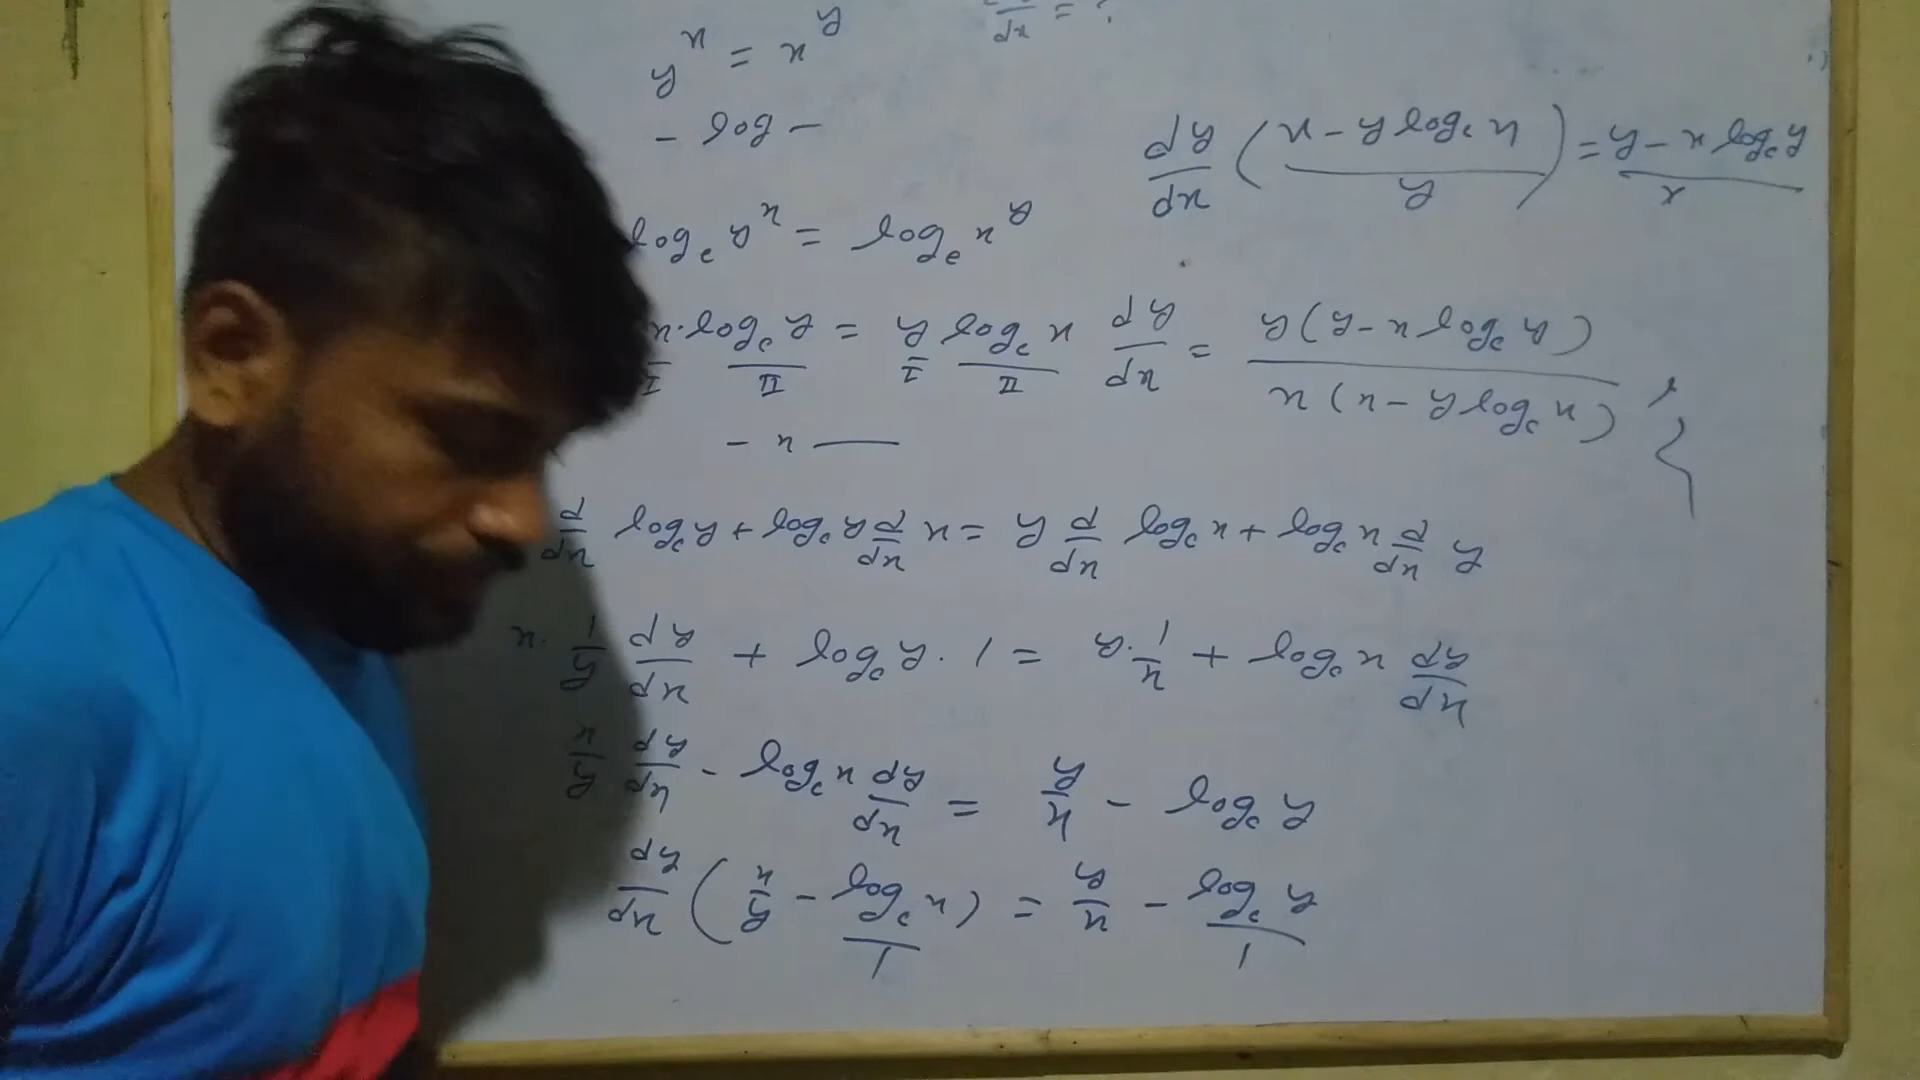 y^x = x^y
dy/dx = ?
- log -
log_e y^x = log_e x^y
x · log_e y = y log_e x
I II I II
- x —
d/dx log_e y + log_e y d/dx x = y d/dx log_e x + log_e x d/dx y
x · 1/y dy/dx + log_e y · 1 = y · 1/x + log_e x dy/dx
x/y dy/dx - log_e x dy/dx = y/x - log_e y
dy/dx (x/y - log_e x / 1) = y/x - log_e y / 1
dy/dx ((x - y log_e x) / y) = (y - x log_e y) / x
dy/dx = y(y - x log_e y) / x(x - y log_e x)